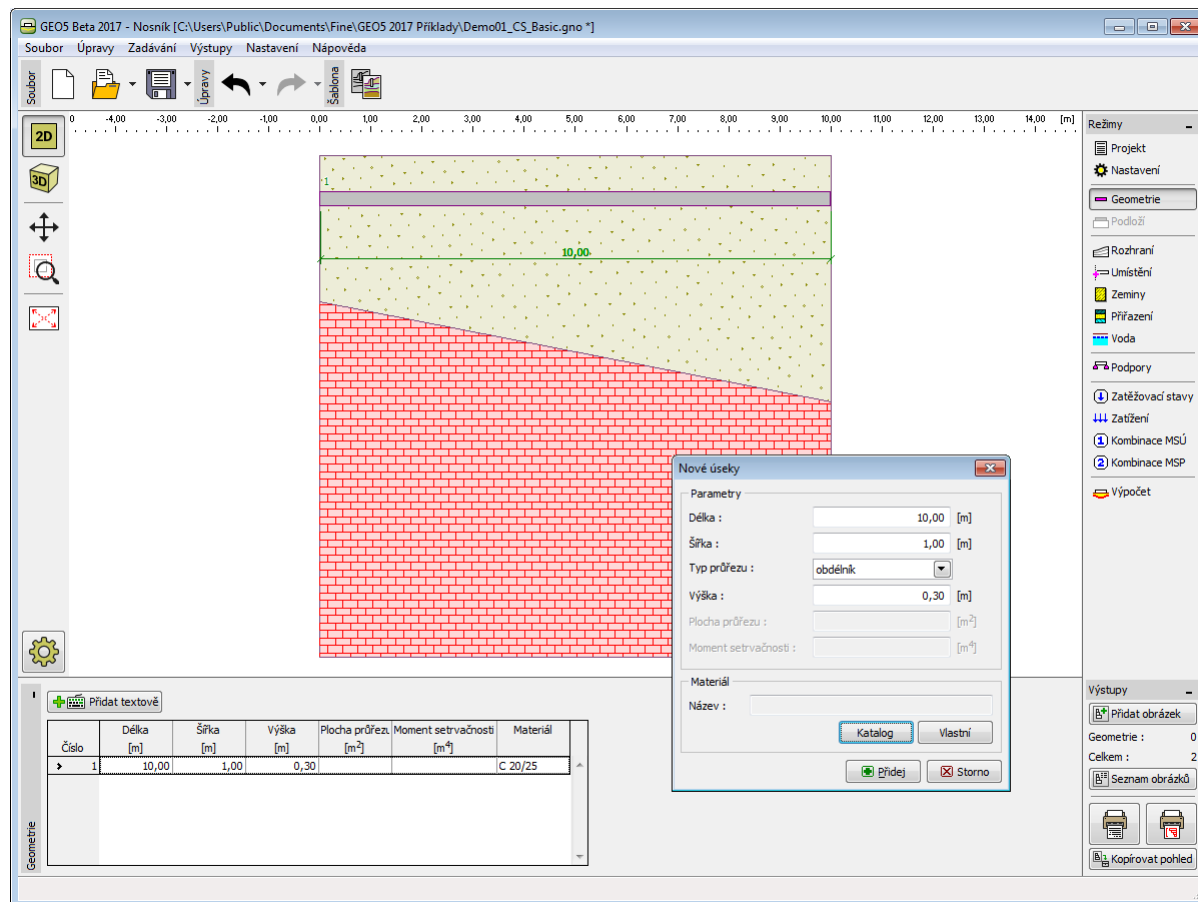 GEO5 Beta 2017 - Nosník [C:\Users\Public\Documents\Fine\GEO5 2017 Příklady\Demo01_CS_Basic.gno *]
Soubor Úpravy Zadávání Výstupy Nastavení Nápověda
Soubor
Úpravy
Šablona
0 -4,00 -3,00 -2,00 -1,00 0,00 1,00 2,00 3,00 4,00 5,00 6,00 7,00 8,00 9,00 10,00 11,00 12,00 13,00 14,00 [m]
2D
3D
1
10,00
Režimy
Projekt
Nastavení
Geometrie
Podloží
Rozhraní
Umístění
Zeminy
Přiřazení
Voda
Podpory
Zatěžovací stavy
Zatížení
1 Kombinace MSÚ
2 Kombinace MSP
Výpočet
Nové úseky
Parametry
Délka : 10,00 [m]
Šířka : 1,00 [m]
Typ průřezu : obdélník
Výška : 0,30 [m]
Plocha průřezu : [m²]
Moment setrvačnosti : [m⁴]
Materiál
Název :
Katalog Vlastní
Přidej Storno
Přidat textově
Číslo Délka [m] Šířka [m] Výška [m] Plocha průřezu [m²] Moment setrvačnosti [m⁴] Materiál
1 10,00 1,00 0,30 C 20/25
Geometrie
Výstupy
Přidat obrázek
Geometrie : 0
Celkem : 2
Seznam obrázků
Kopírovat pohled